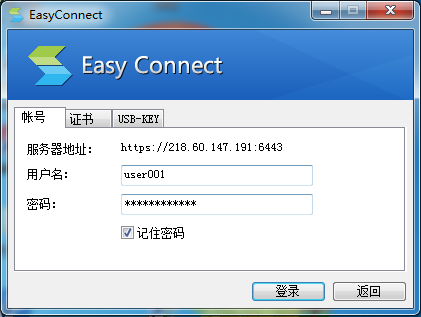 EasyConnect
Easy Connect
帐号 证书 USB-KEY
服务器地址： https://218.60.147.191:6443
用户名： user001
密码： ************
记住密码
登录 返回